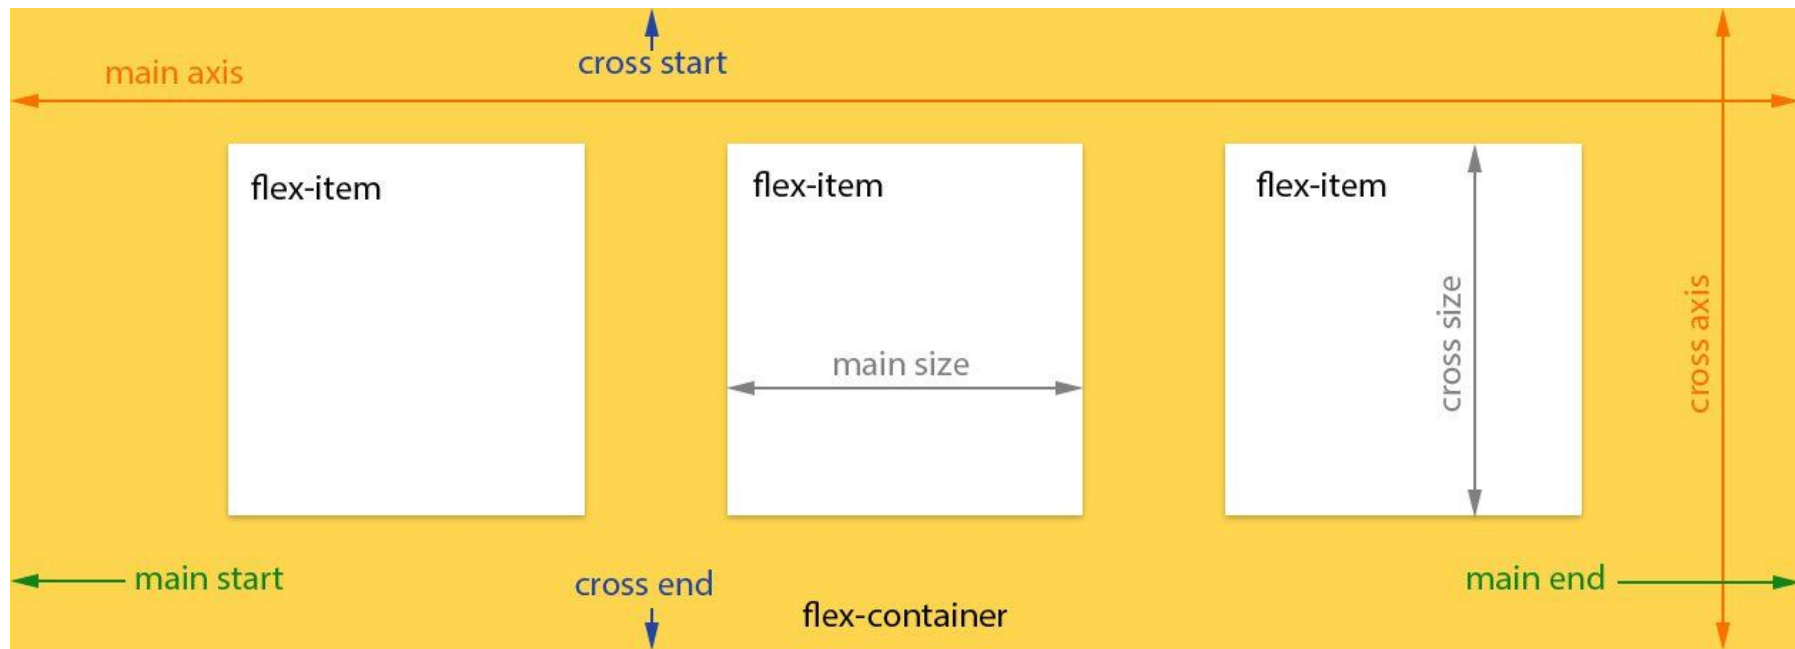 cross start
main axis
flex-item
flex-item
flex-item
main size
cross size
cross axis
main start
cross end
main end
flex-container